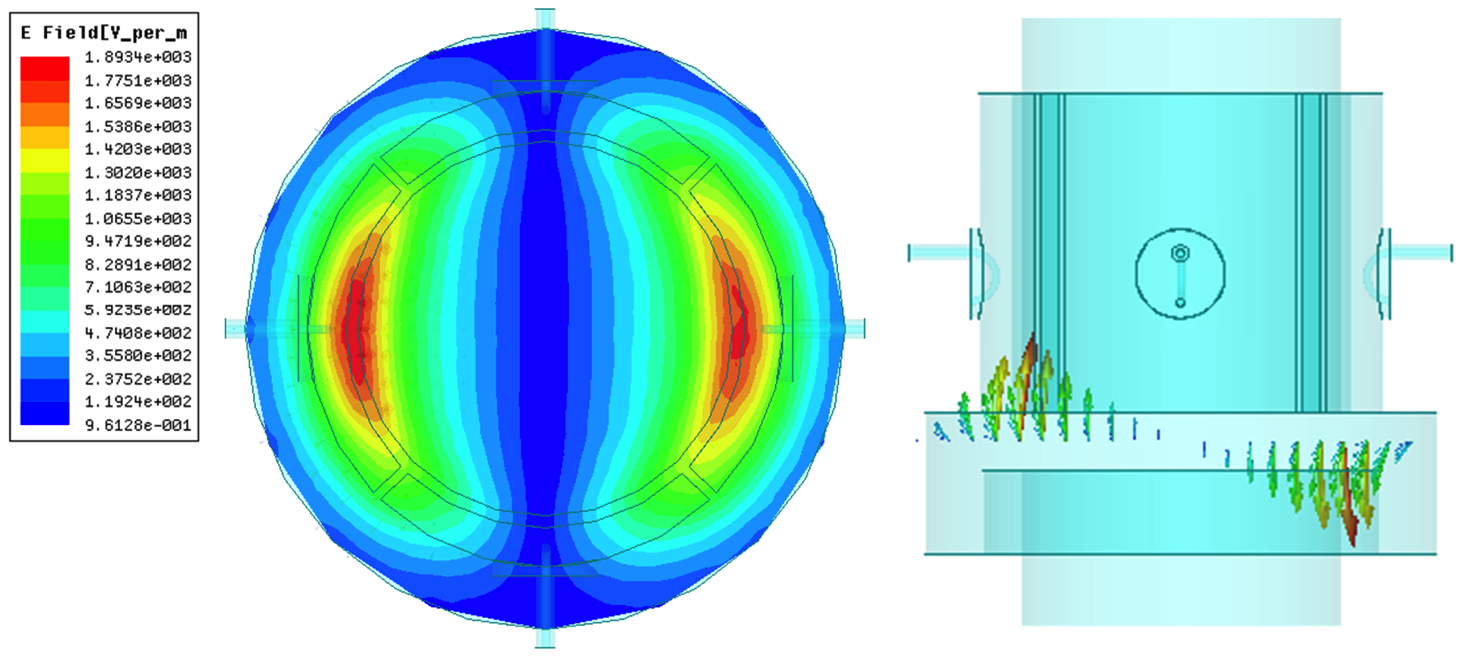 E Field[V_per_m
1.8934e+003
1.7751e+003
1.6569e+003
1.5386e+003
1.4203e+003
1.3020e+003
1.1837e+003
1.0655e+003
9.4719e+002
8.2891e+002
7.1063e+002
5.9235e+002
4.7408e+002
3.5580e+002
2.3752e+002
1.1924e+002
9.6128e-001